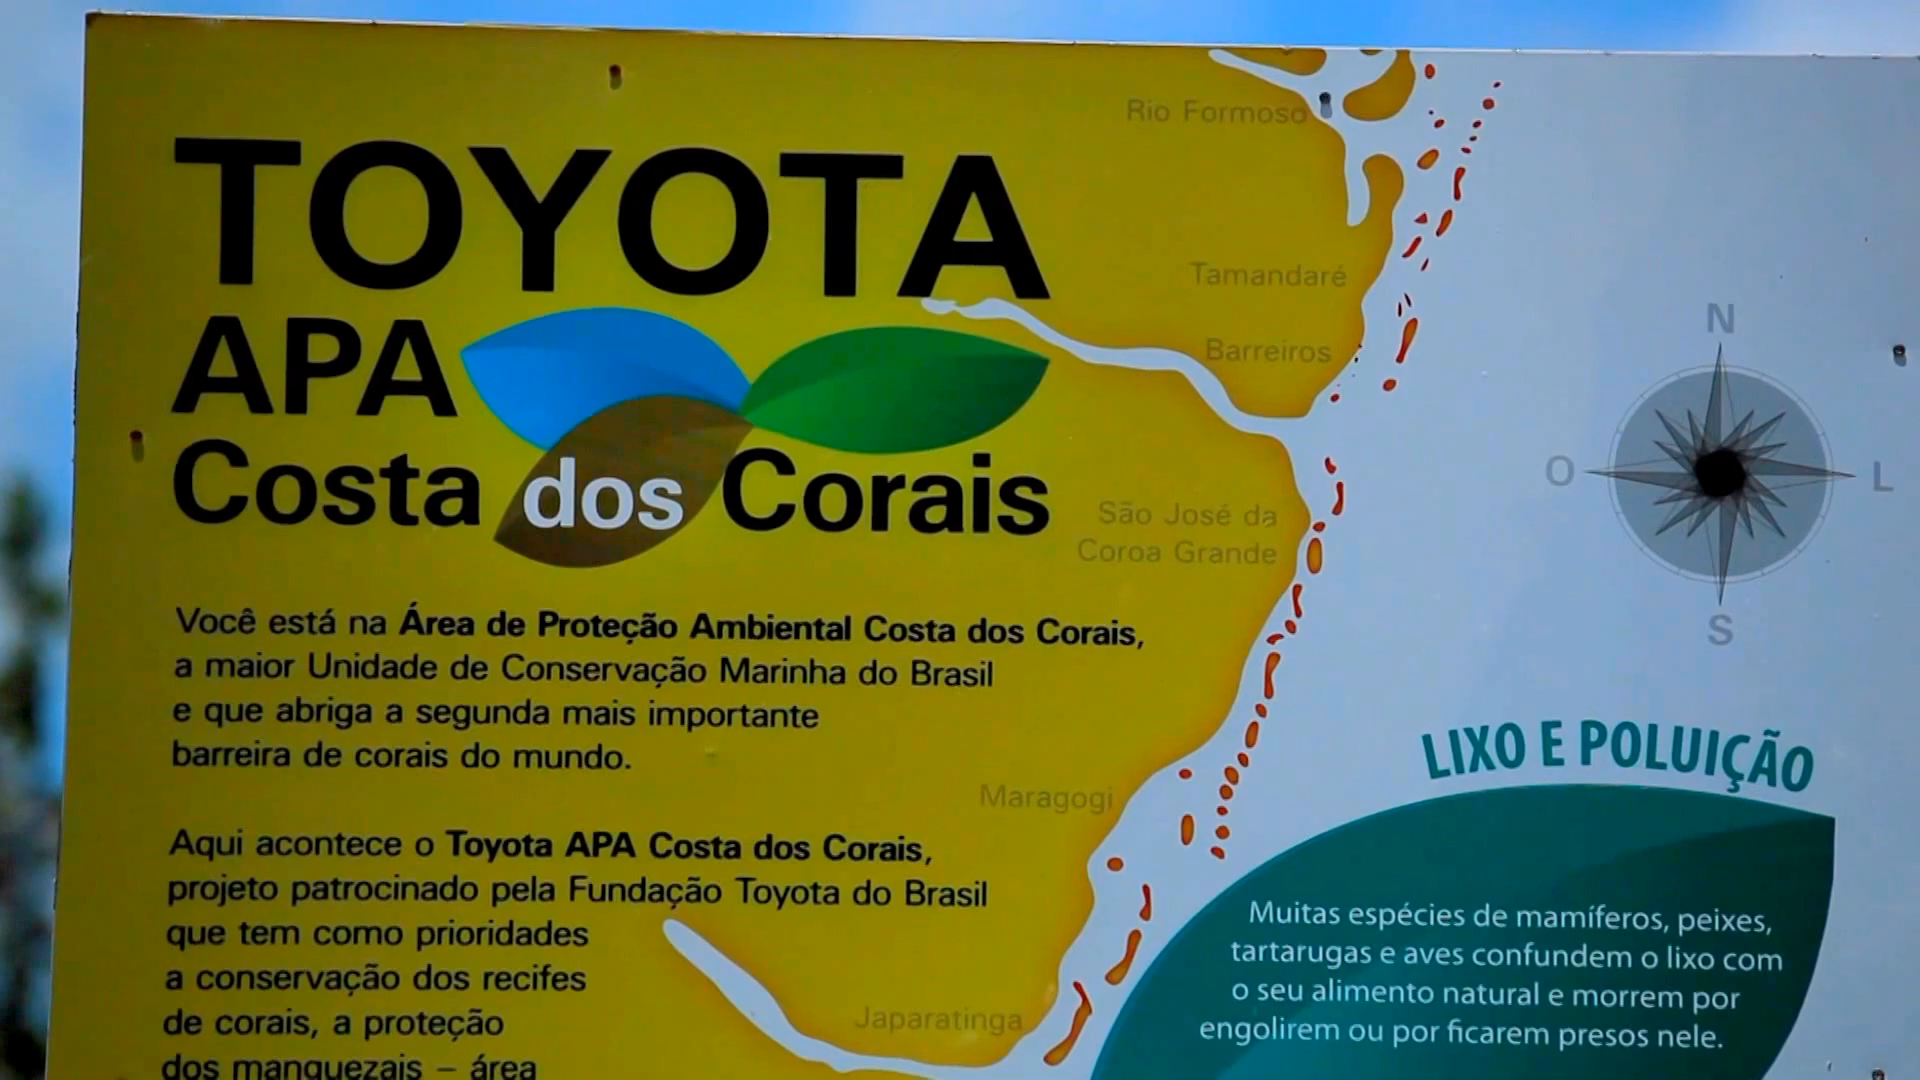 TOYOTA
APA
Costa dos Corais
Você está na Área de Proteção Ambiental Costa dos Corais,
a maior Unidade de Conservação Marinha do Brasil
e que abriga a segunda mais importante
barreira de corais do mundo.
Aqui acontece o Toyota APA Costa dos Corais,
projeto patrocinado pela Fundação Toyota do Brasil
que tem como prioridades
a conservação dos recifes
de corais, a proteção
dos manguezais – área
Rio Formoso
Tamandaré
Barreiros
São José da
Coroa Grande
Maragogi
Japaratinga
N
O
L
S
LIXO E POLUIÇÃO
Muitas espécies de mamíferos, peixes,
tartarugas e aves confundem o lixo com
o seu alimento natural e morrem por
engolirem ou por ficarem presos nele.